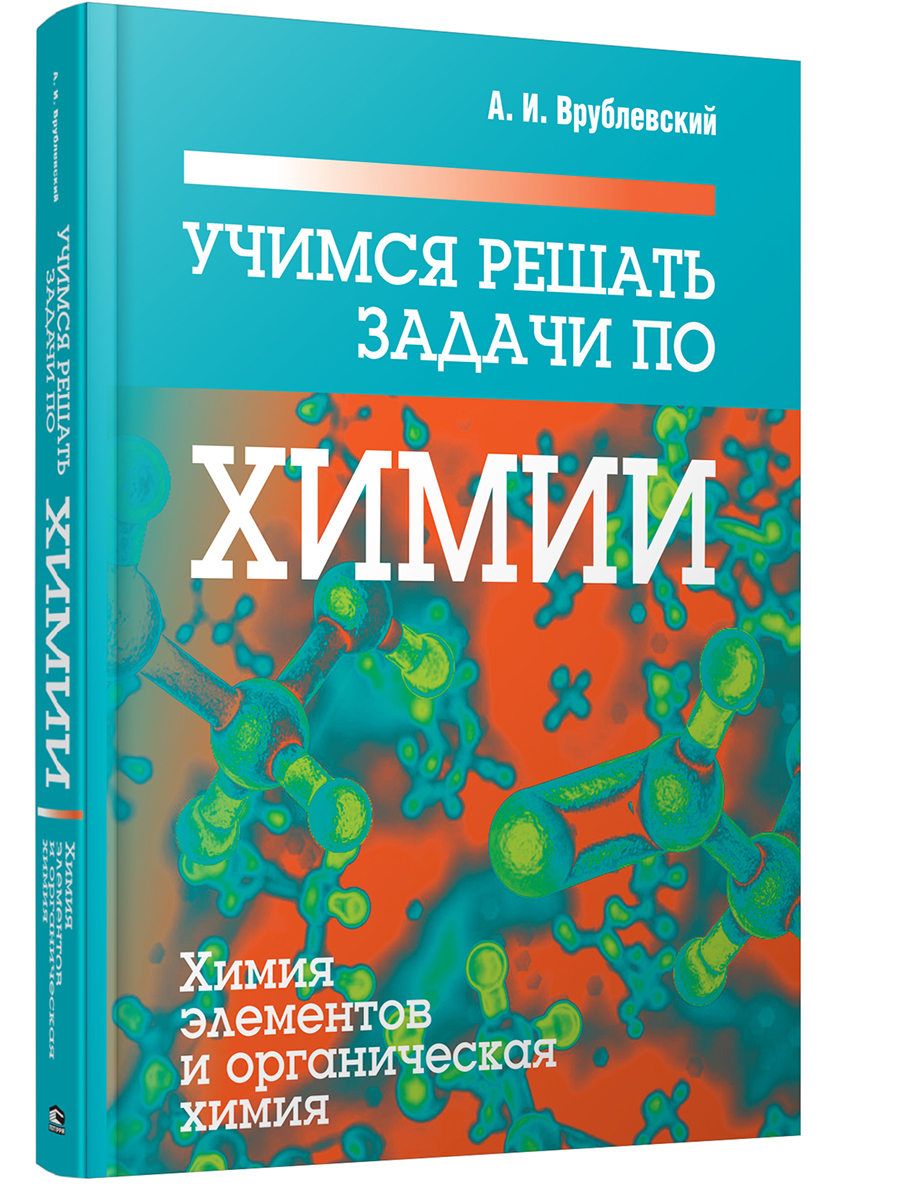 А. И. Врублевский
УЧИМСЯ РЕШАТЬ
ЗАДАЧИ ПО
ХИМИИ
Химия
элементов
и органическая
химия
А. И. Врублевский
УЧИМСЯ РЕШАТЬ
ЗАДАЧИ ПО
ХИМИИ
Химия
элементов
и органическая
химия